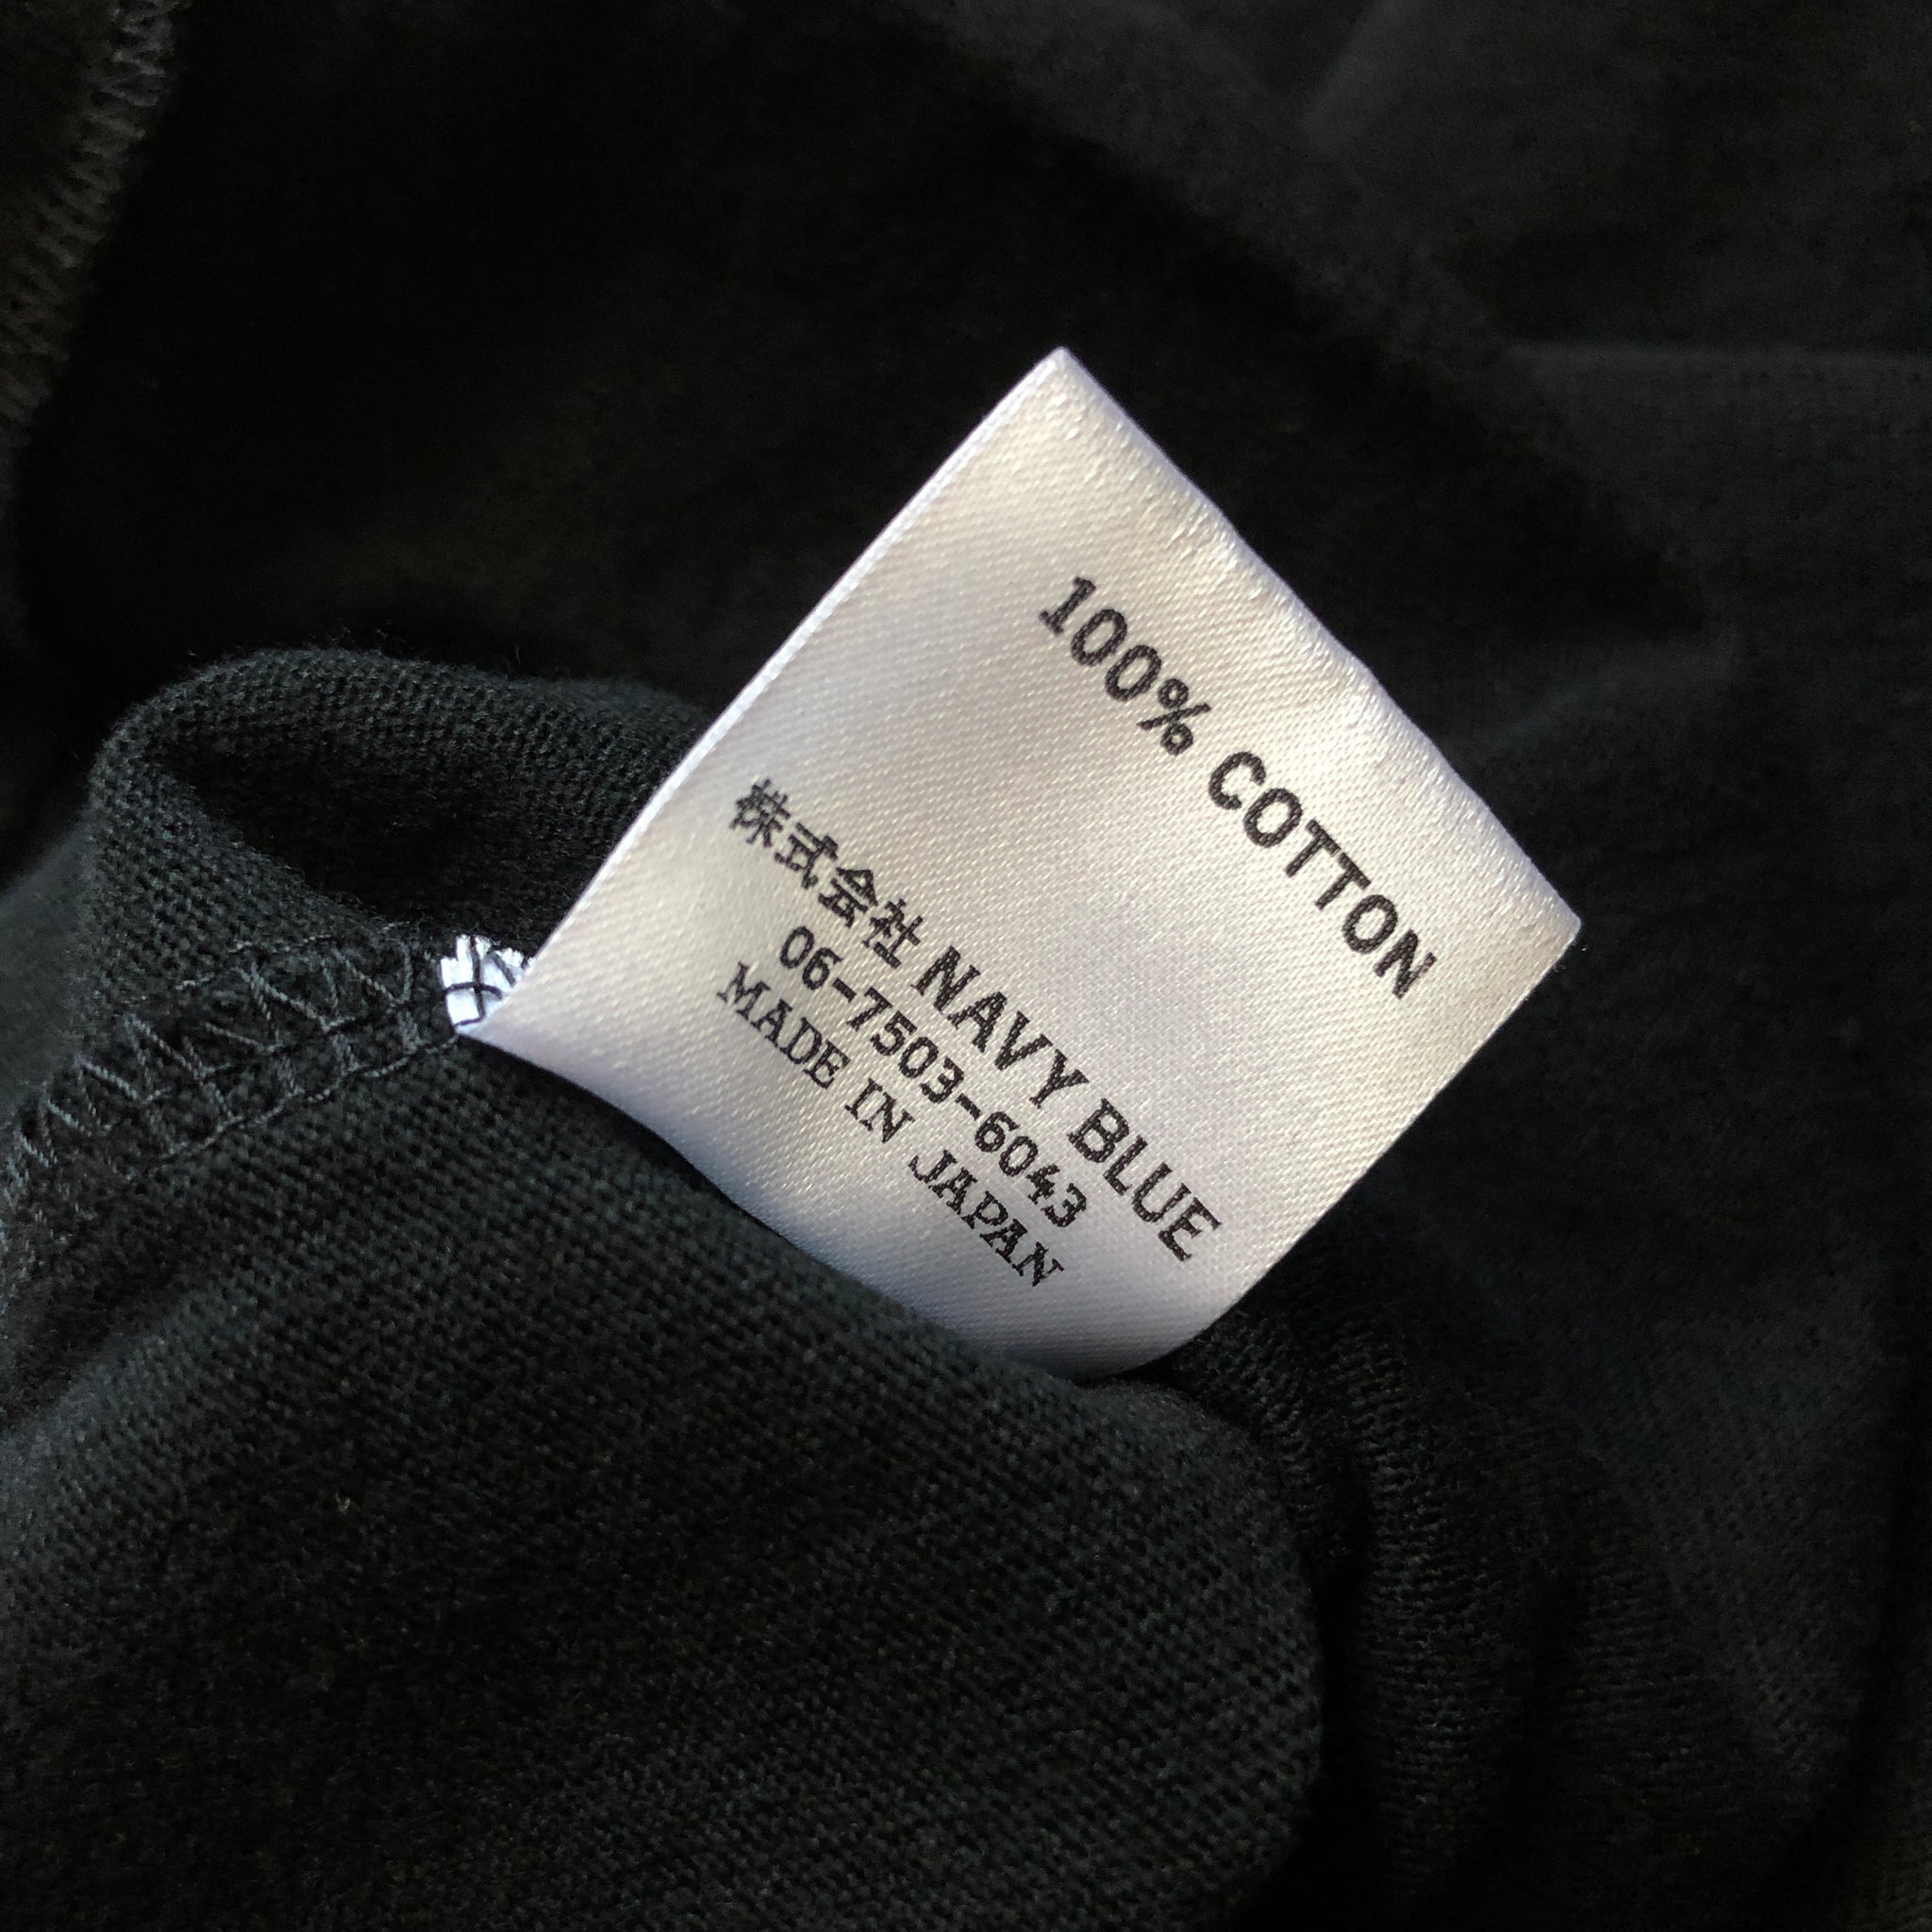 100% COTTON
株式会社 NAVY BLUE
06-7503-6043
MADE IN JAPAN